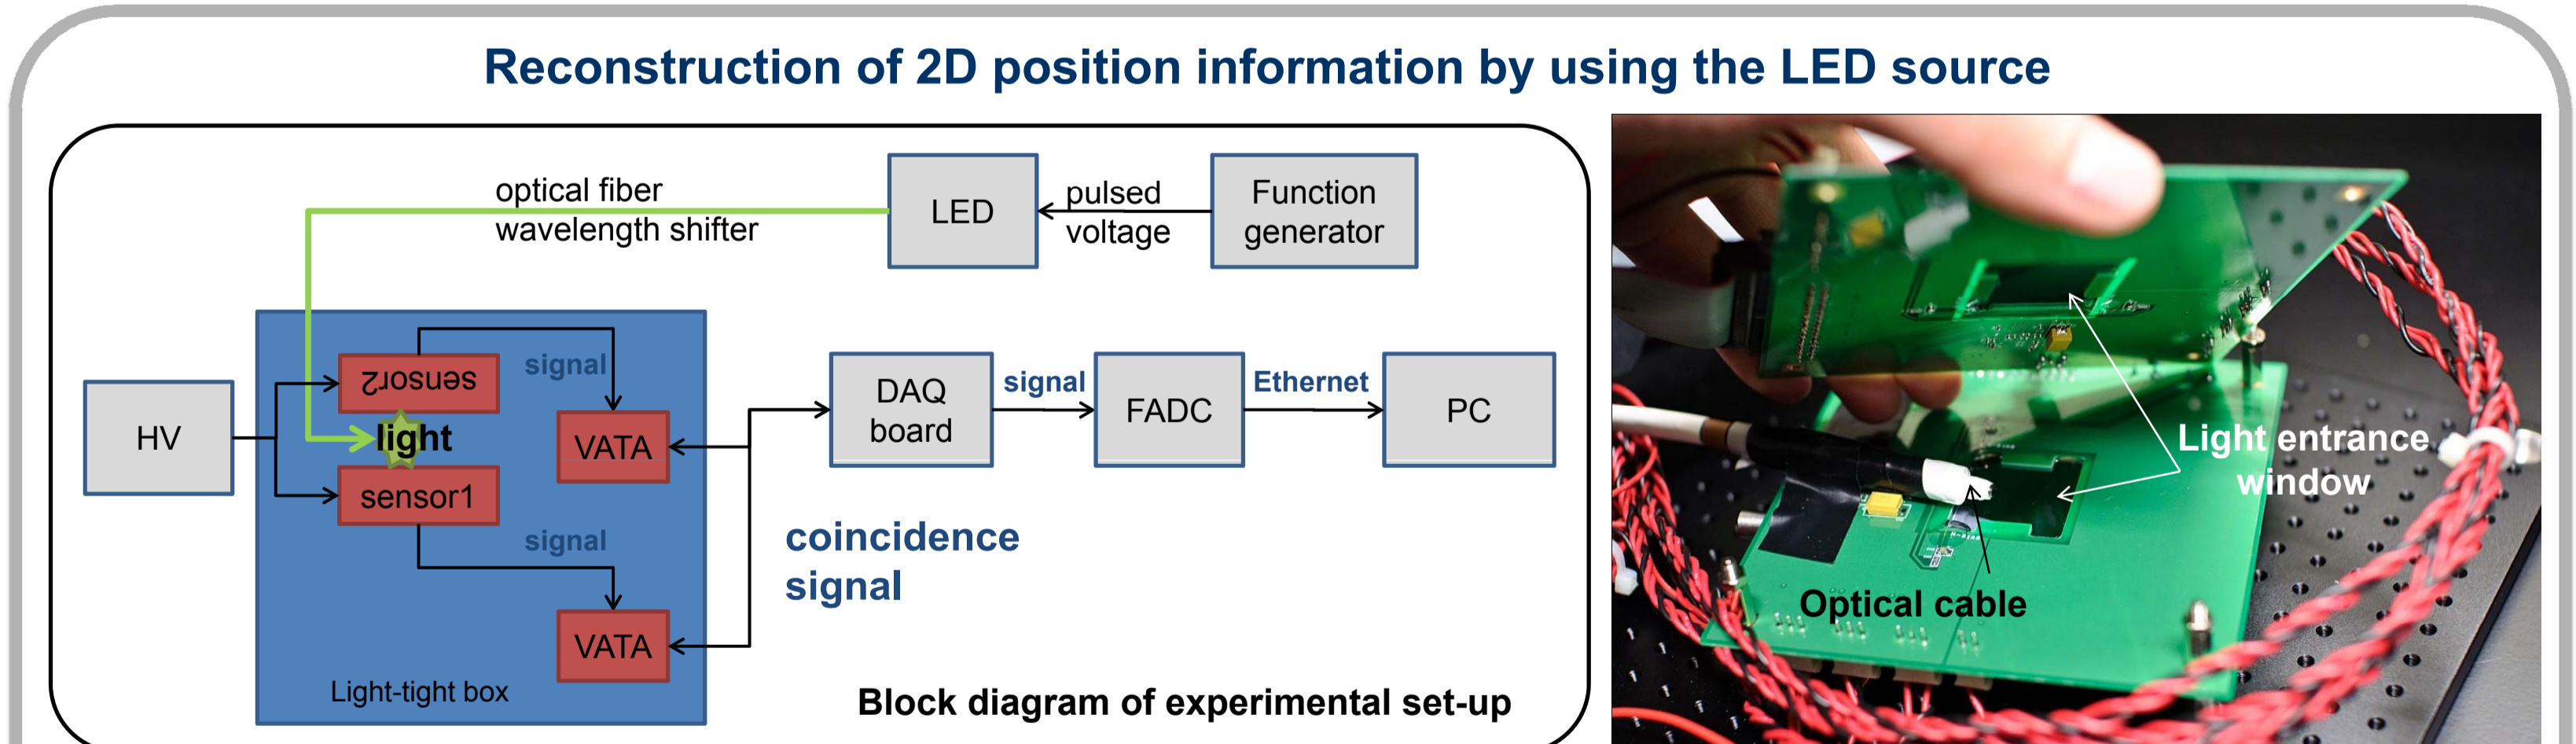 Reconstruction of 2D position information by using the LED source
optical fiber
wavelength shifter
LED
pulsed
voltage
Function
generator
HV
sensor2
signal
light
sensor1
signal
VATA
VATA
Light-tight box
DAQ
board
signal
FADC
Ethernet
PC
coincidence
signal
Block diagram of experimental set-up
Light entrance
window
Optical cable